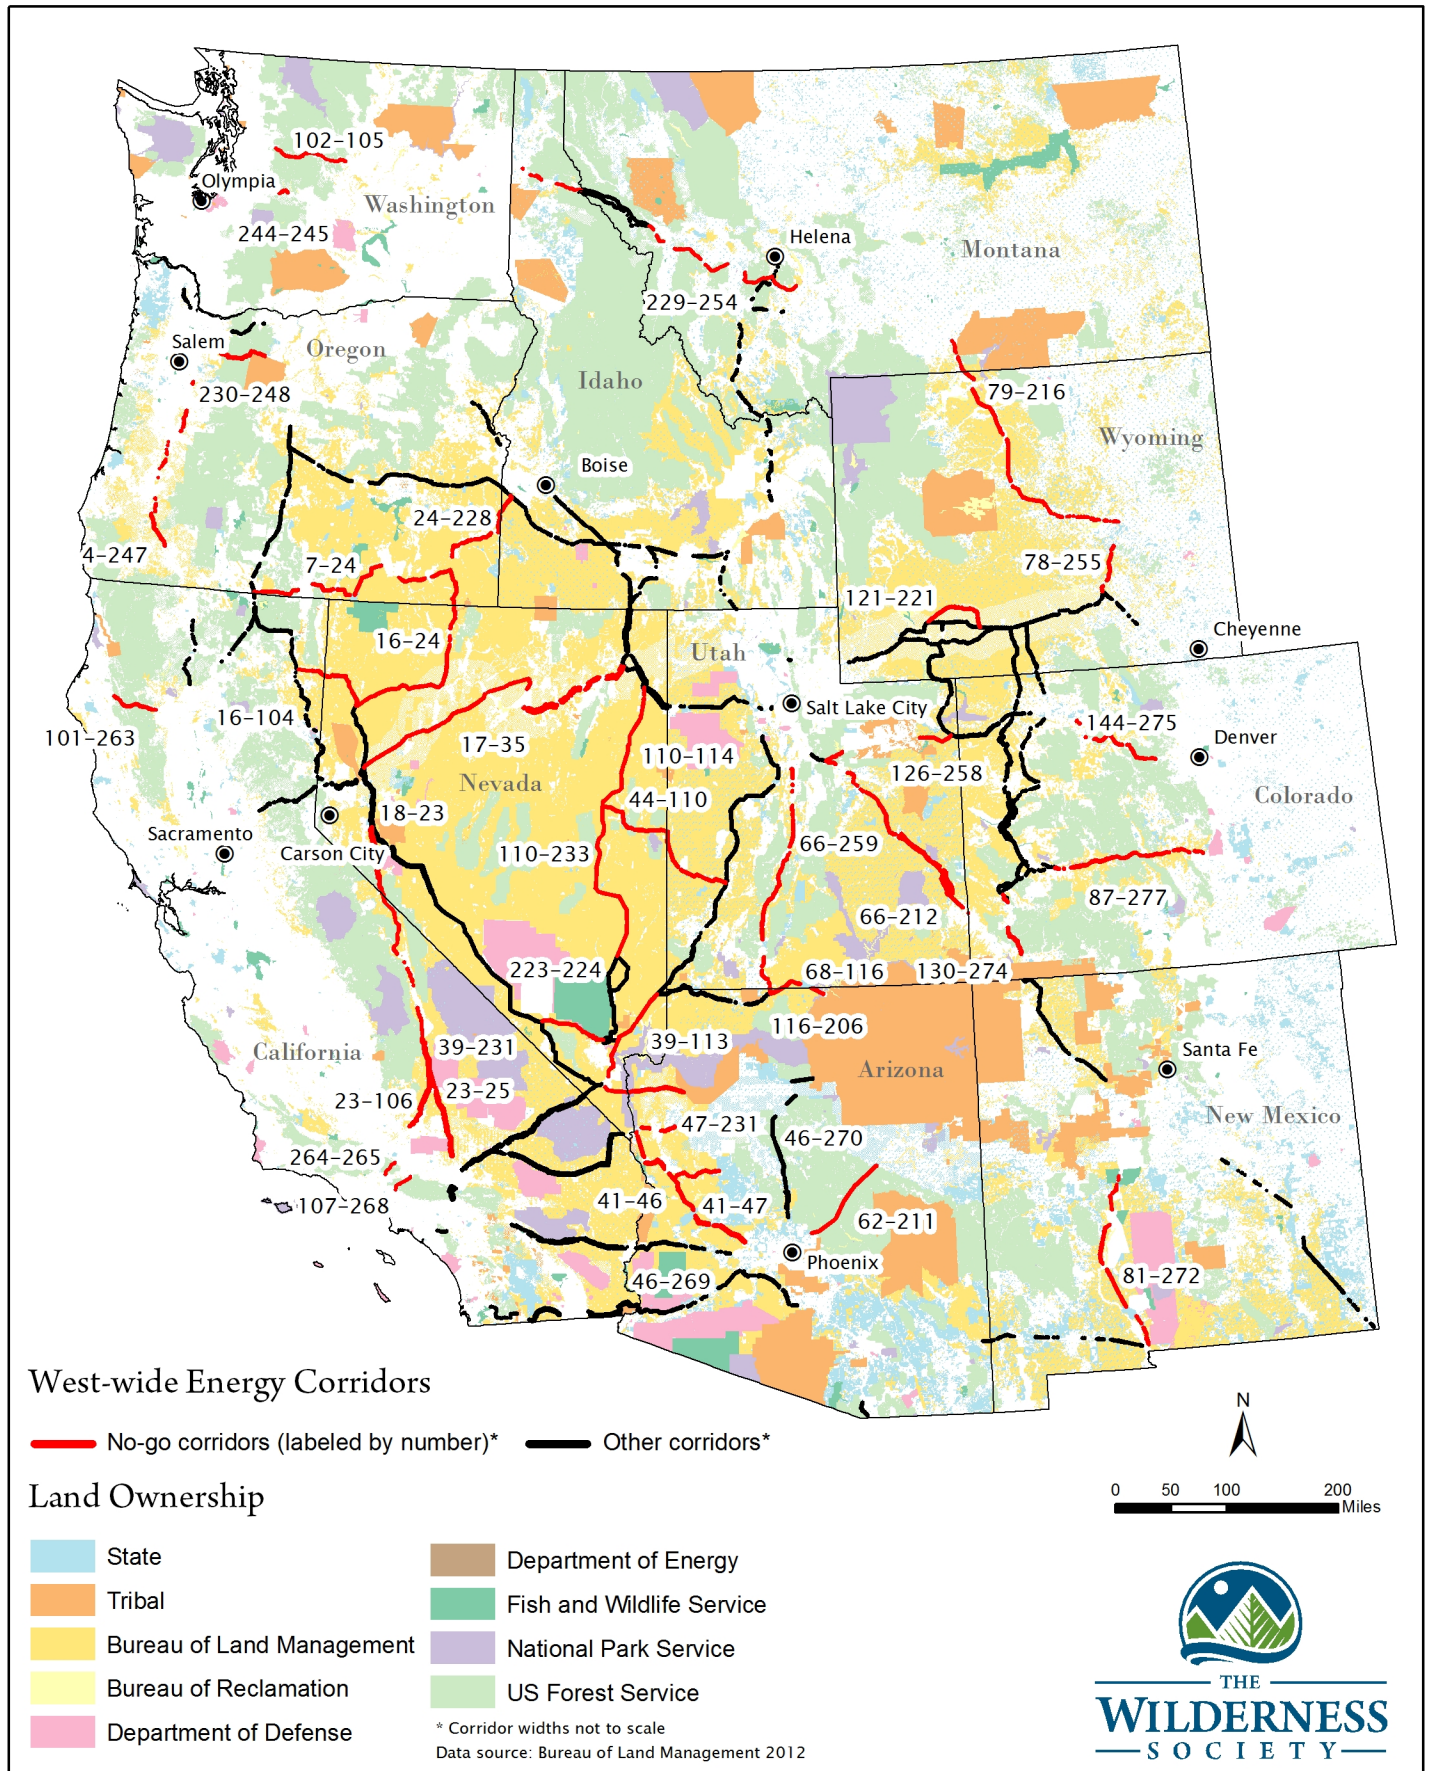 102–105
Olympia
Washington
244–245
Helena
Montana
229–254
Salem
Oregon
230–248
Idaho
79–216
Wyoming
Boise
24–228
4–247
7–24
78–255
121–221
16–24
Cheyenne
Utah
16–104
101–263
Salt Lake City
144–275
Denver
17–35
110–114
126–258
Nevada
44–110
Colorado
18–23
Sacramento
Carson City
110–233
66–259
87–277
66–212
223–224
68–116
130–274
116–206
39–231
39–113
California
Santa Fe
Arizona
23–25
23–106
New Mexico
47–231
46–270
264–265
107–268
41–46
41–47
62–211
Phoenix
46–269
81–272
West-wide Energy Corridors
No-go corridors (labeled by number)*
Other corridors*
N
0 50 100 200
Miles
Land Ownership
State
Tribal
Bureau of Land Management
Bureau of Reclamation
Department of Defense
Department of Energy
Fish and Wildlife Service
National Park Service
US Forest Service
* Corridor widths not to scale
Data source: Bureau of Land Management 2012
THE
WILDERNESS
SOCIETY